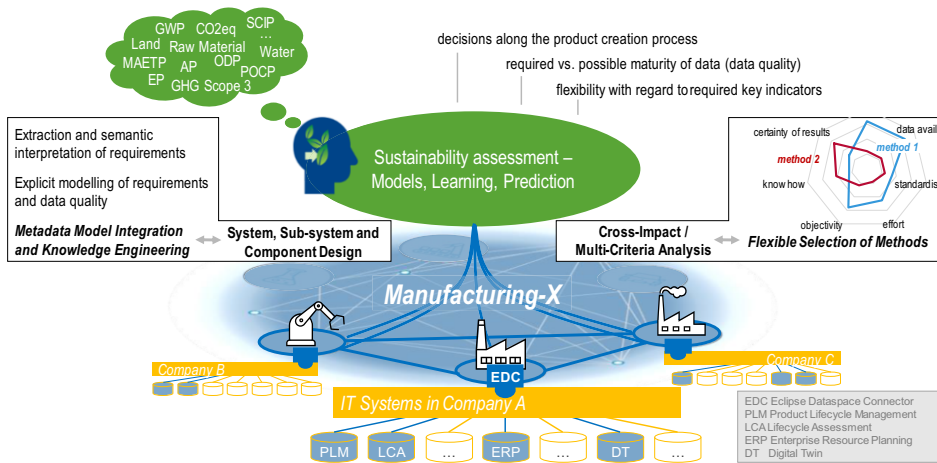 GWP CO2eq SCIP
...
Land Raw Material Water
MAETP AP ODP POCP
EP GHG Scope 3
decisions along the product creation process
required vs. possible maturity of data (data quality)
flexibility with regard to required key indicators
Extraction and semantic
interpretation of requirements
Explicit modelling of requirements
and data quality
Metadata Model Integration
and Knowledge Engineering
System, Sub-system and
Component Design
Sustainability assessment –
Models, Learning, Prediction
certainty of results
data avail
method 1
method 2
know how
standardis
objectivity
effort
Cross-Impact /
Multi-Criteria Analysis
Flexible Selection of Methods
Manufacturing-X
Company B
Company C
EDC
IT Systems in Company A
PLM LCA ... ERP ... DT ...
EDC Eclipse Dataspace Connector
PLM Product Lifecycle Management
LCA Lifecycle Assessment
ERP Enterprise Resource Planning
DT Digital Twin